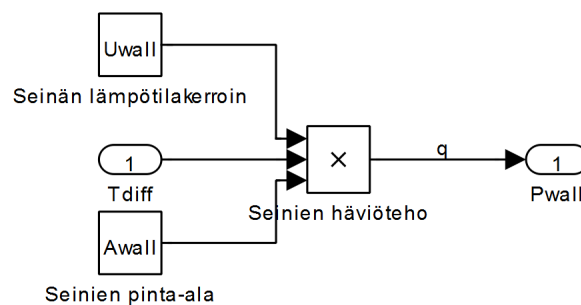 Uwall
Seinän lämpötilakerroin
1
Tdiff
Awall
Seinien pinta-ala
×
Seinien häviöteho
q
1
Pwall